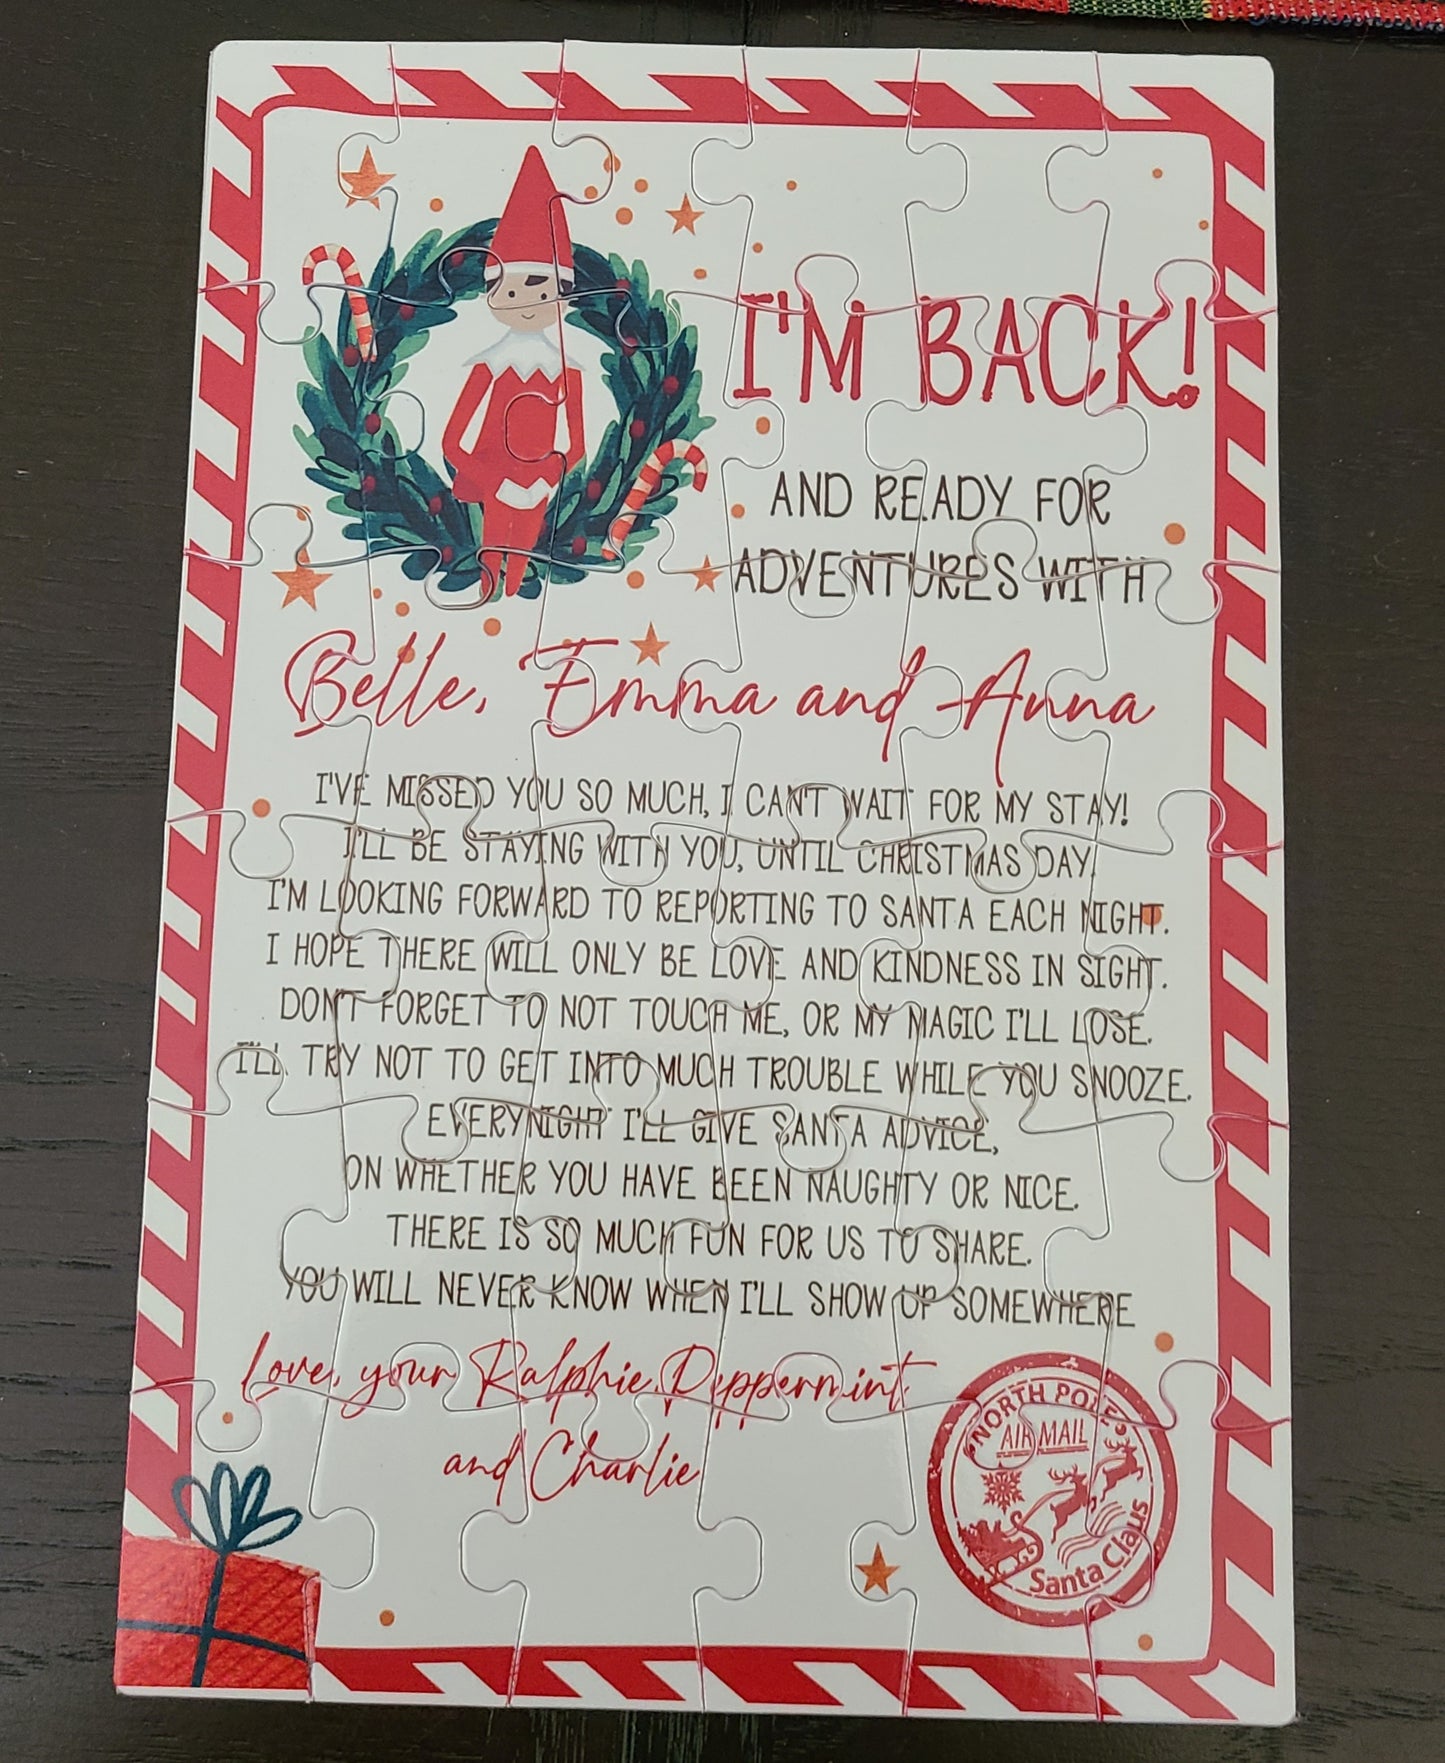 I'M BACK!
AND READY FOR
ADVENTURES WITH
Belle, Emma and Anna
I'VE MISSED YOU SO MUCH, I CAN'T WAIT FOR MY STAY!
I'LL BE STAYING WITH YOU, UNTIL CHRISTMAS DAY!
I'M LOOKING FORWARD TO REPORTING TO SANTA EACH NIGHT.
I HOPE THERE WILL ONLY BE LOVE AND KINDNESS IN SIGHT.
DON'T FORGET TO NOT TOUCH ME, OR MY MAGIC I'LL LOSE.
I'LL TRY NOT TO GET INTO MUCH TROUBLE WHILE YOU SNOOZE.
EVERY NIGHT I'LL GIVE SANTA ADVICE,
ON WHETHER YOU HAVE BEEN NAUGHTY OR NICE.
THERE IS SO MUCH FUN FOR US TO SHARE.
YOU WILL NEVER KNOW WHEN I'LL SHOW UP SOMEWHERE
Love, your Ralphie, Peppermint
and Charlie
NORTH POLE
AIR MAIL
Santa Claus